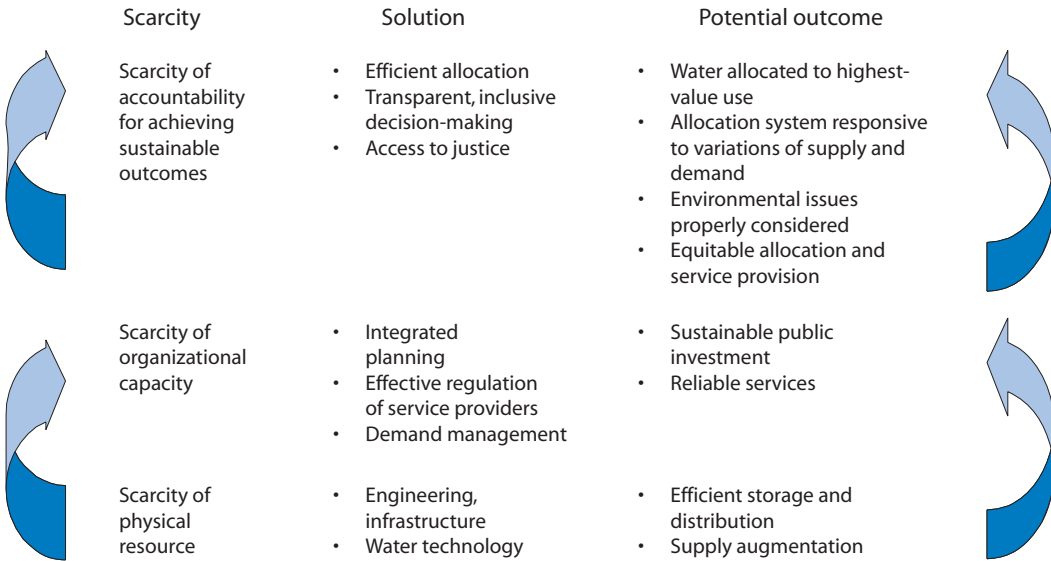 Scarcity
Solution
Potential outcome
Scarcity of
accountability
for achieving
sustainable
outcomes
• Efficient allocation
• Transparent, inclusive
decision-making
• Access to justice
• Water allocated to highest-
value use
• Allocation system responsive
to variations of supply and
demand
• Environmental issues
properly considered
• Equitable allocation and
service provision
Scarcity of
organizational
capacity
• Integrated
planning
• Effective regulation
of service providers
• Demand management
• Sustainable public
investment
• Reliable services
Scarcity of
physical
resource
• Engineering,
infrastructure
• Water technology
• Efficient storage and
distribution
• Supply augmentation